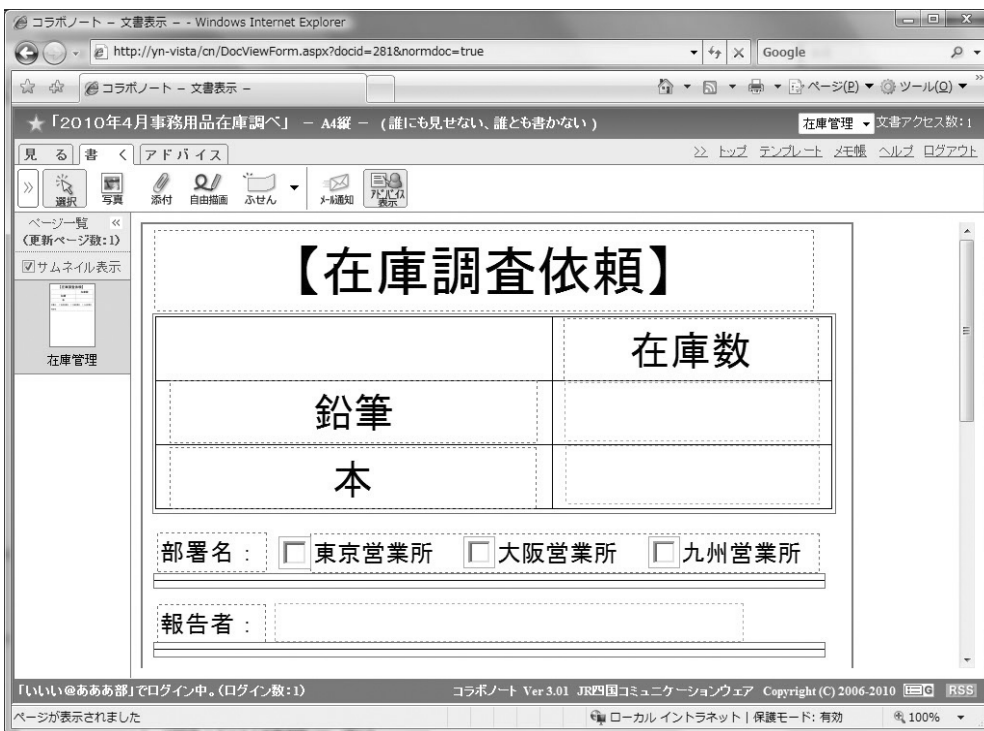 コラボノート – 文書表示 – - Windows Internet Explorer
http://yn-vista/cn/DocViewForm.aspx?docid=281&normdoc=true
Google
コラボノート – 文書表示 –
ページ(P) ツール(O)
★「2010年4月事務用品在庫調べ」 – A4縦 – (誰にも見せない、誰とも書かない)
在庫管理 文書アクセス数:1
見る 書く アドバイス
>> トップ テンプレート メモ帳 ヘルプ ログアウト
選択 写真 添付 自由描画 ふせん メール通知 アドバイス表示
ページ一覧 «
(更新ページ数:1)
サムネイル表示
在庫管理
【在庫調査依頼】
在庫数
鉛筆
本
部署名: 東京営業所 大阪営業所 九州営業所
報告者:
「いいい@あああ部」でログイン中。(ログイン数:1) コラボノート Ver 3.01 JR四国コミュニケーションウェア Copyright (C) 2006-2010 RSS
ページが表示されました ローカル イントラネット | 保護モード: 有効 100%